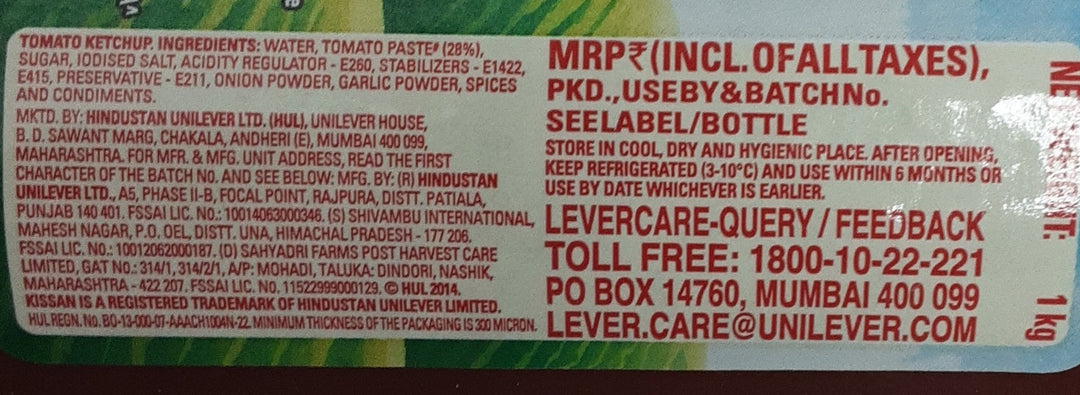 TOMATO KETCHUP. INGREDIENTS: WATER, TOMATO PASTE# (28%),
SUGAR, IODISED SALT, ACIDITY REGULATOR - E260, STABILIZERS - E1422,
E415, PRESERVATIVE - E211, ONION POWDER, GARLIC POWDER, SPICES
AND CONDIMENTS.
MKTD. BY: HINDUSTAN UNILEVER LTD. (HUL), UNILEVER HOUSE,
B. D. SAWANT MARG, CHAKALA, ANDHERI (E), MUMBAI 400 099,
MAHARASHTRA. FOR MFR. & MFG. UNIT ADDRESS, READ THE FIRST
CHARACTER OF THE BATCH NO. AND SEE BELOW: MFG. BY: (R) HINDUSTAN
UNILEVER LTD., A5, PHASE II-B, FOCAL POINT, RAJPURA, DISTT. PATIALA,
PUNJAB 140 401. FSSAI LIC. NO.: 10014063000346. (S) SHIVAMBU INTERNATIONAL,
MAHESH NAGAR, P.O. OEL, DISTT. UNA, HIMACHAL PRADESH - 177 206.
FSSAI LIC. NO.: 10012062000187. (D) SAHYADRI FARMS POST HARVEST CARE
LIMITED, GAT NO.: 314/1, 314/2/1, A/P: MOHADI, TALUKA: DINDORI, NASHIK,
MAHARASHTRA - 422 207. FSSAI LIC. NO. 11522999000129. © HUL 2014.
KISSAN IS A REGISTERED TRADEMARK OF HINDUSTAN UNILEVER LIMITED.
HUL REGN. No. BO-13-000-07-AAACH1004N-22. MINIMUM THICKNESS OF THE PACKAGING IS 300 MICRON.
MRP₹(INCL. OF ALL TAXES),
PKD., USE BY & BATCH No.
SEE LABEL/BOTTLE
STORE IN COOL, DRY AND HYGIENIC PLACE. AFTER OPENING,
KEEP REFRIGERATED (3-10°C) AND USE WITHIN 6 MONTHS OR
USE BY DATE WHICHEVER IS EARLIER.
LEVERCARE-QUERY / FEEDBACK
TOLL FREE: 1800-10-22-221
PO BOX 14760, MUMBAI 400 099
LEVER.CARE@UNILEVER.COM
1 kg